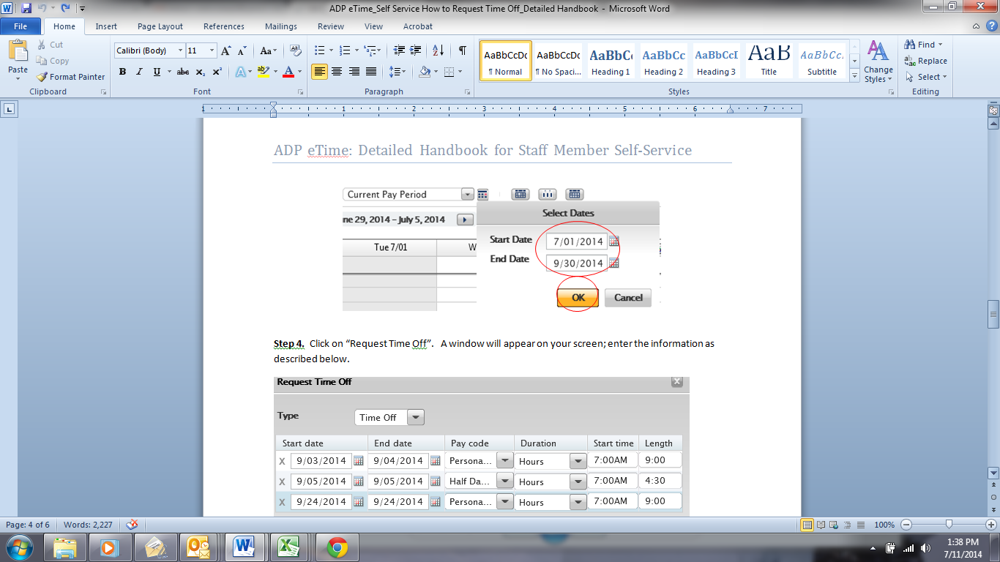 ADP eTime_Self Service How to Request Time Off_Detailed Handbook - Microsoft Word
File Home Insert Page Layout References Mailings Review View Acrobat
Paste
Cut
Copy
Format Painter
Clipboard
Calibri (Body) 11
Font
Paragraph
AaBbCcDc AaBbCcDc AaBbCc AaBbCc AaBbCcI AaB AaBbCc
¶ Normal ¶ No Spaci... Heading 1 Heading 2 Heading 3 Title Subtitle
Change Styles
Styles
Find
Replace
Select
Editing
1 1 2 3 4 5 6 7
ADP eTime: Detailed Handbook for Staff Member Self-Service
Current Pay Period
ne 29, 2014 – July 5, 2014
Tue 7/01 W
Select Dates
Start Date 7/01/2014
End Date 9/30/2014
OK Cancel
Step 4. Click on “Request Time Off”. A window will appear on your screen; enter the information as
described below.
Request Time Off
Type Time Off
Start date End date Pay code Duration Start time Length
X 9/03/2014 9/04/2014 Persona... Hours 7:00AM 9:00
X 9/05/2014 9/05/2014 Half Da... Hours 7:00AM 4:30
X 9/24/2014 9/24/2014 Persona... Hours 7:00AM 9:00
Page: 4 of 6 Words: 2,227 100%
1:38 PM
7/11/2014